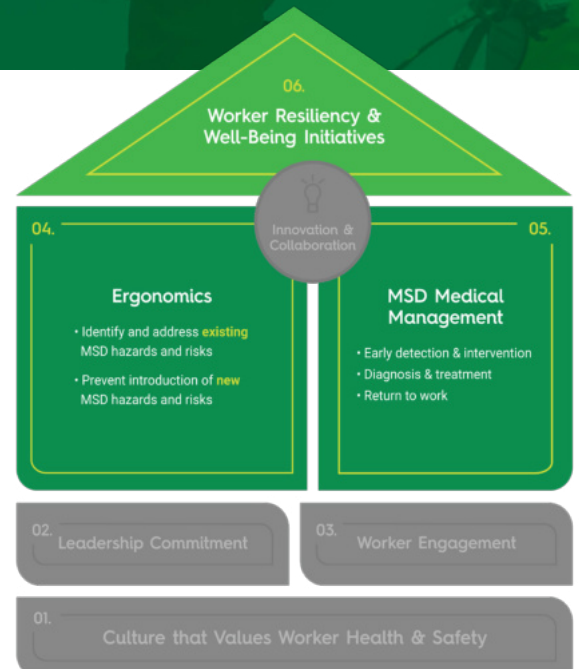 06.
Worker Resiliency &
Well-Being Initiatives
Innovation &
Collaboration
04.
Ergonomics
• Identify and address existing
MSD hazards and risks
• Prevent introduction of new
MSD hazards and risks
05.
MSD Medical
Management
• Early detection & intervention
• Diagnosis & treatment
• Return to work
02.
Leadership Commitment
03.
Worker Engagement
01.
Culture that Values Worker Health & Safety